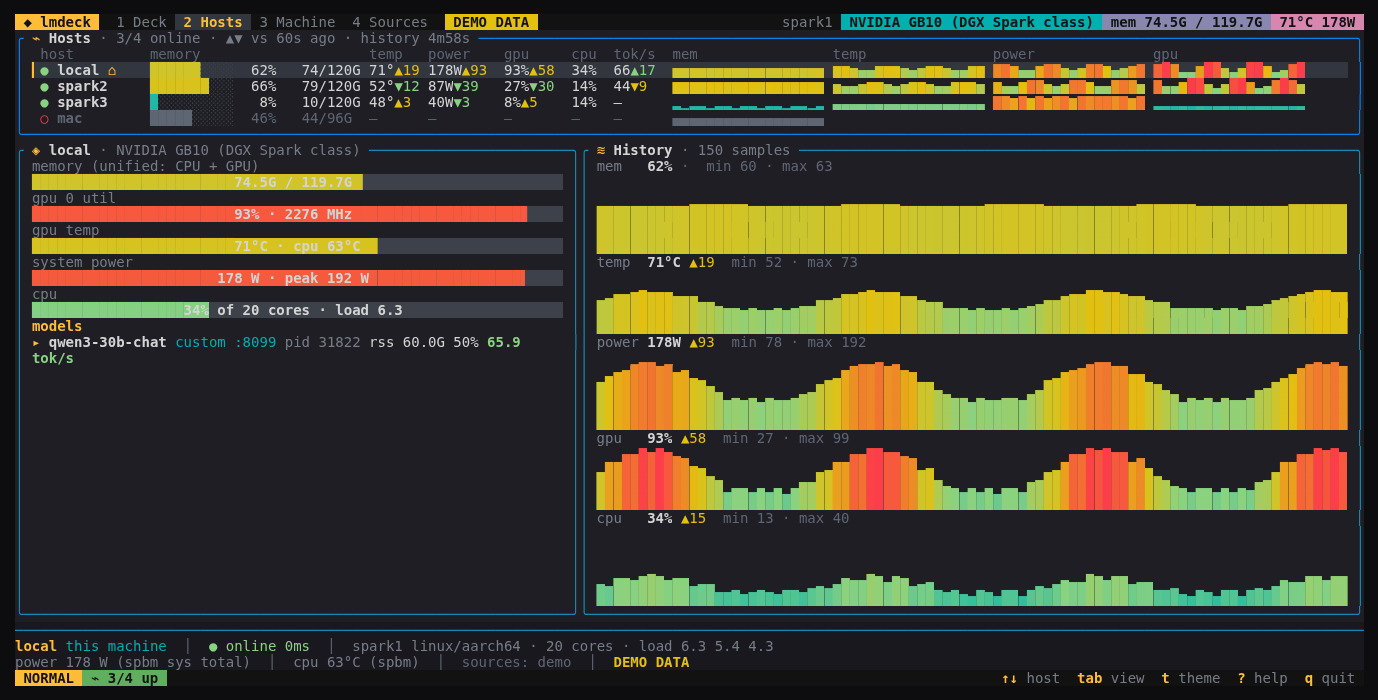 ◆ lmdeck 1 Deck 2 Hosts 3 Machine 4 Sources DEMO DATA spark1 NVIDIA GB10 (DGX Spark class) mem 74.5G / 119.7G 71°C 178W
⌁ Hosts · 3/4 online · ▲▼ vs 60s ago · history 4m58s
host memory temp power gpu cpu tok/s mem temp power gpu
● local ⌂ 62% 74/120G 71°▲19 178W▲93 93%▲58 34% 66▲17
● spark2 66% 79/120G 52°▼12 87W▼39 27%▼30 14% 44▼9
● spark3 8% 10/120G 48°▲3 40W▼3 8%▲5 14% —
○ mac 46% 44/96G — — — — —
◈ local · NVIDIA GB10 (DGX Spark class)
memory (unified: CPU + GPU)
74.5G / 119.7G
gpu 0 util
93% · 2276 MHz
gpu temp
71°C · cpu 63°C
system power
178 W · peak 192 W
cpu
34% of 20 cores · load 6.3
models
▸ qwen3-30b-chat custom :8099 pid 31822 rss 60.0G 50% 65.9
tok/s
≋ History · 150 samples
mem 62% · min 60 · max 63
temp 71°C ▲19 min 52 · max 73
power 178W ▲93 min 78 · max 192
gpu 93% ▲58 min 27 · max 99
cpu 34% ▲15 min 13 · max 40
local this machine │ ● online 0ms │ spark1 linux/aarch64 · 20 cores · load 6.3 5.4 4.3
power 178 W (spbm sys total) │ cpu 63°C (spbm) │ sources: demo │ DEMO DATA
NORMAL ⌁ 3/4 up ↑↓ host tab view t theme ? help q quit